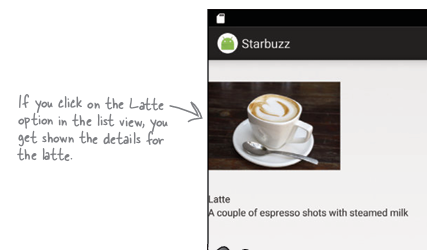 Starbuzz
If you click on the Latte
option in the list view, you
get shown the details for
the latte.
Latte
A couple of espresso shots with steamed milk